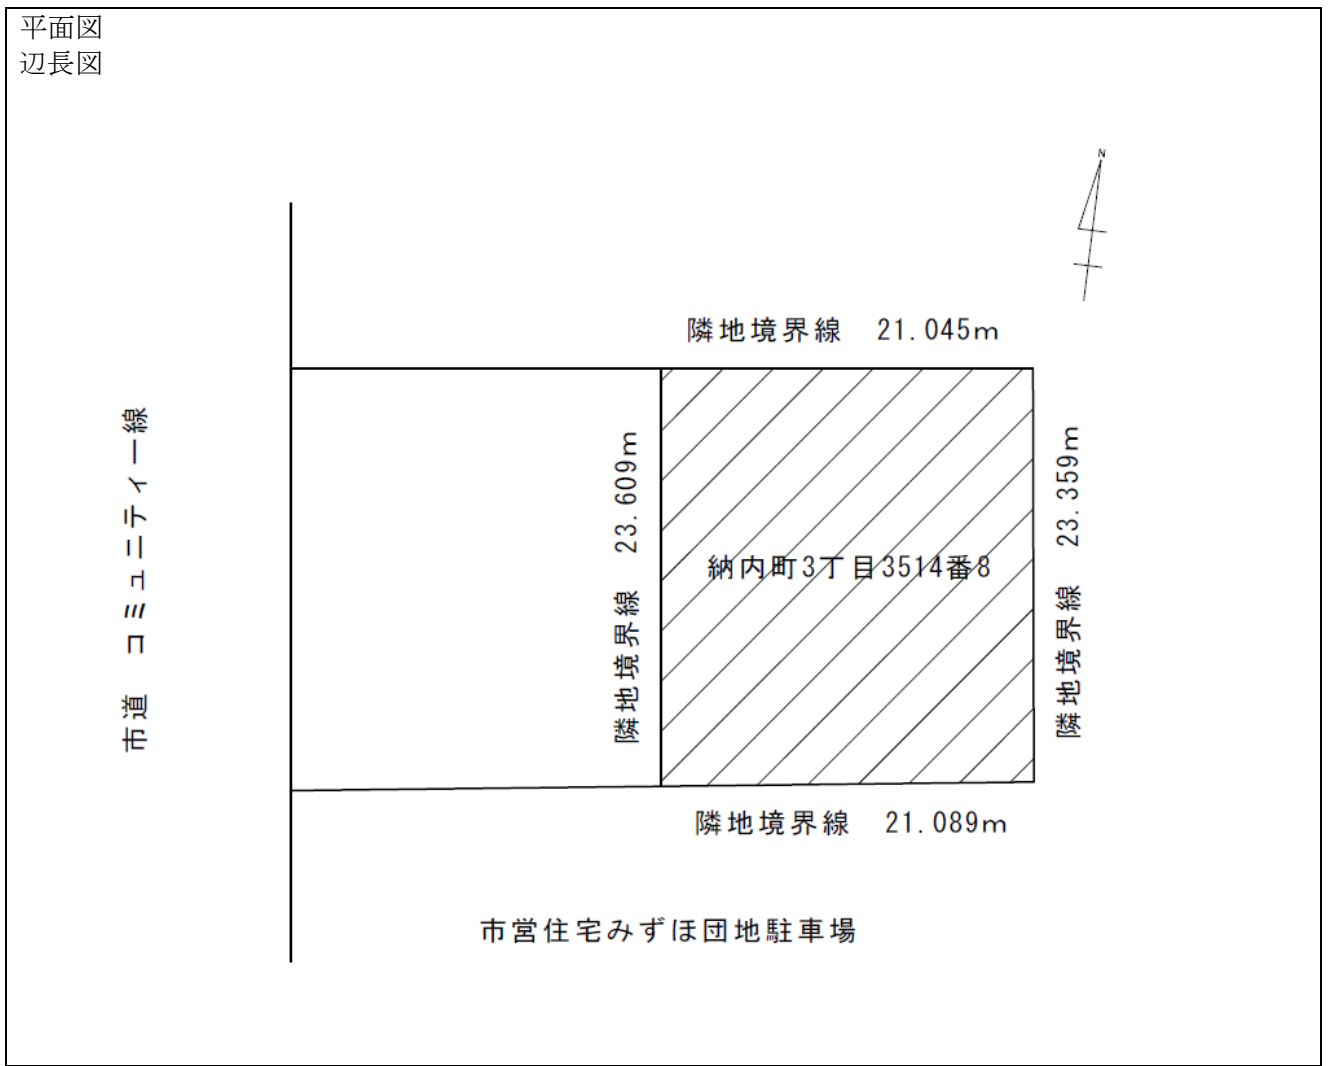 平面図
辺長図
N
隣地境界線　21.045m
市道　コミュニティー線
隣地境界線　23.609m
納内町3丁目3514番8
隣地境界線　23.359m
隣地境界線　21.089m
市営住宅みずほ団地駐車場